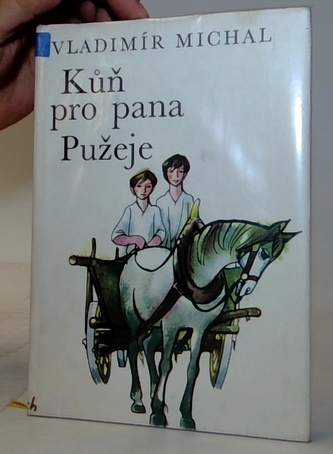 VLADIMÍR MICHAL
Kůň
pro pana
Pužeje